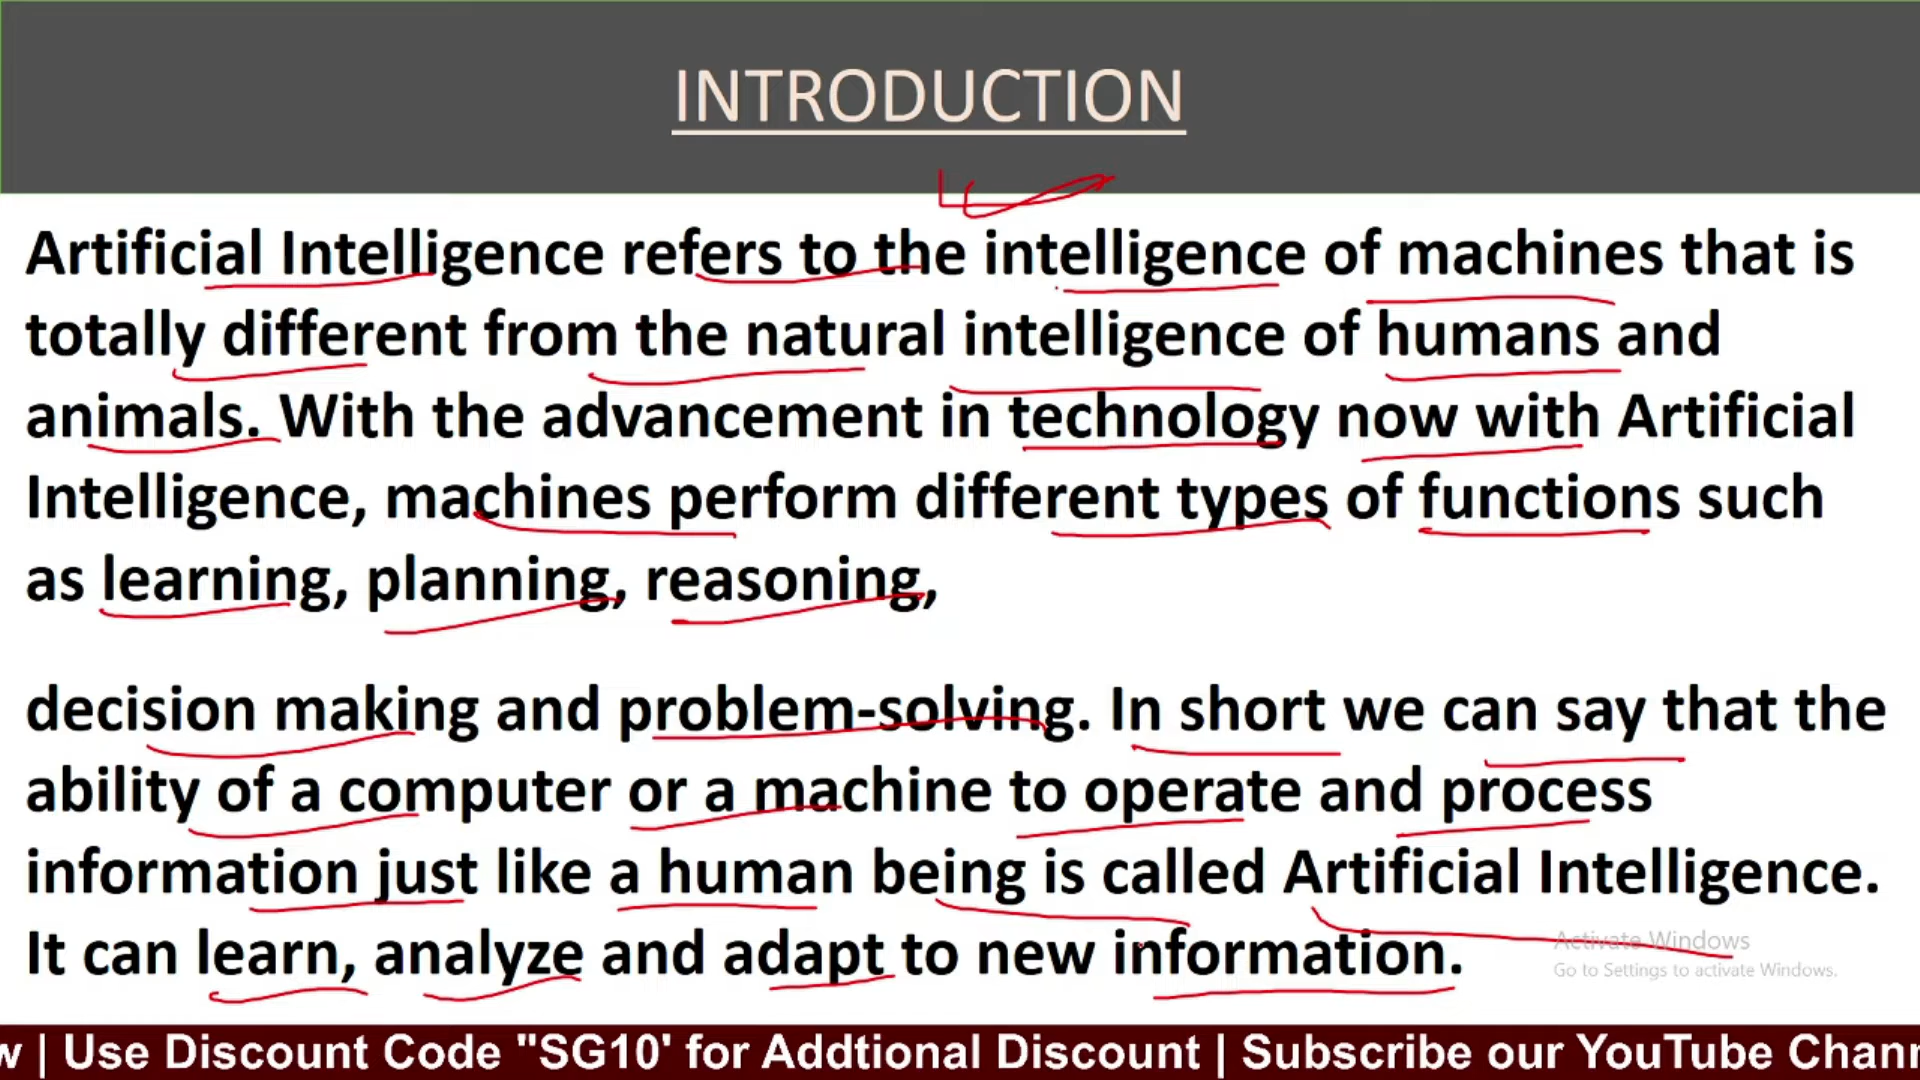 INTRODUCTION
Artificial Intelligence refers to the intelligence of machines that is
totally different from the natural intelligence of humans and
animals. With the advancement in technology now with Artificial
Intelligence, machines perform different types of functions such
as learning, planning, reasoning,
decision making and problem-solving. In short we can say that the
ability of a computer or a machine to operate and process
information just like a human being is called Artificial Intelligence.
It can learn, analyze and adapt to new information.
Activate Windows
Go to Settings to activate Windows.
w | Use Discount Code "SG10' for Addtional Discount | Subscribe our YouTube Chann